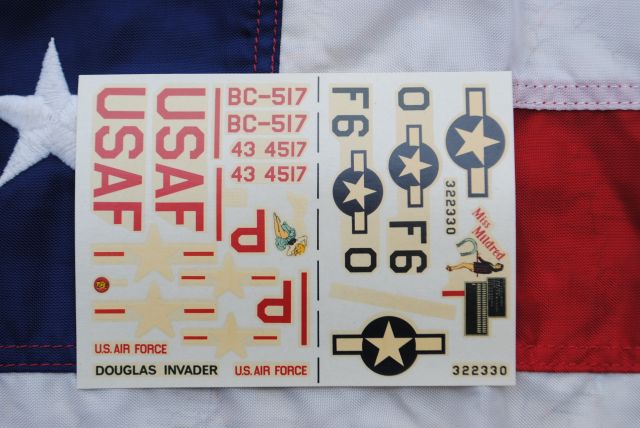 USAF
USAF
BC-517
BC-517
43 4517
43 4517
P
P
U.S. AIR FORCE
DOUGLAS INVADER
U.S. AIR FORCE
F6
O
O
F6
322330
Miss
Mildred
322330